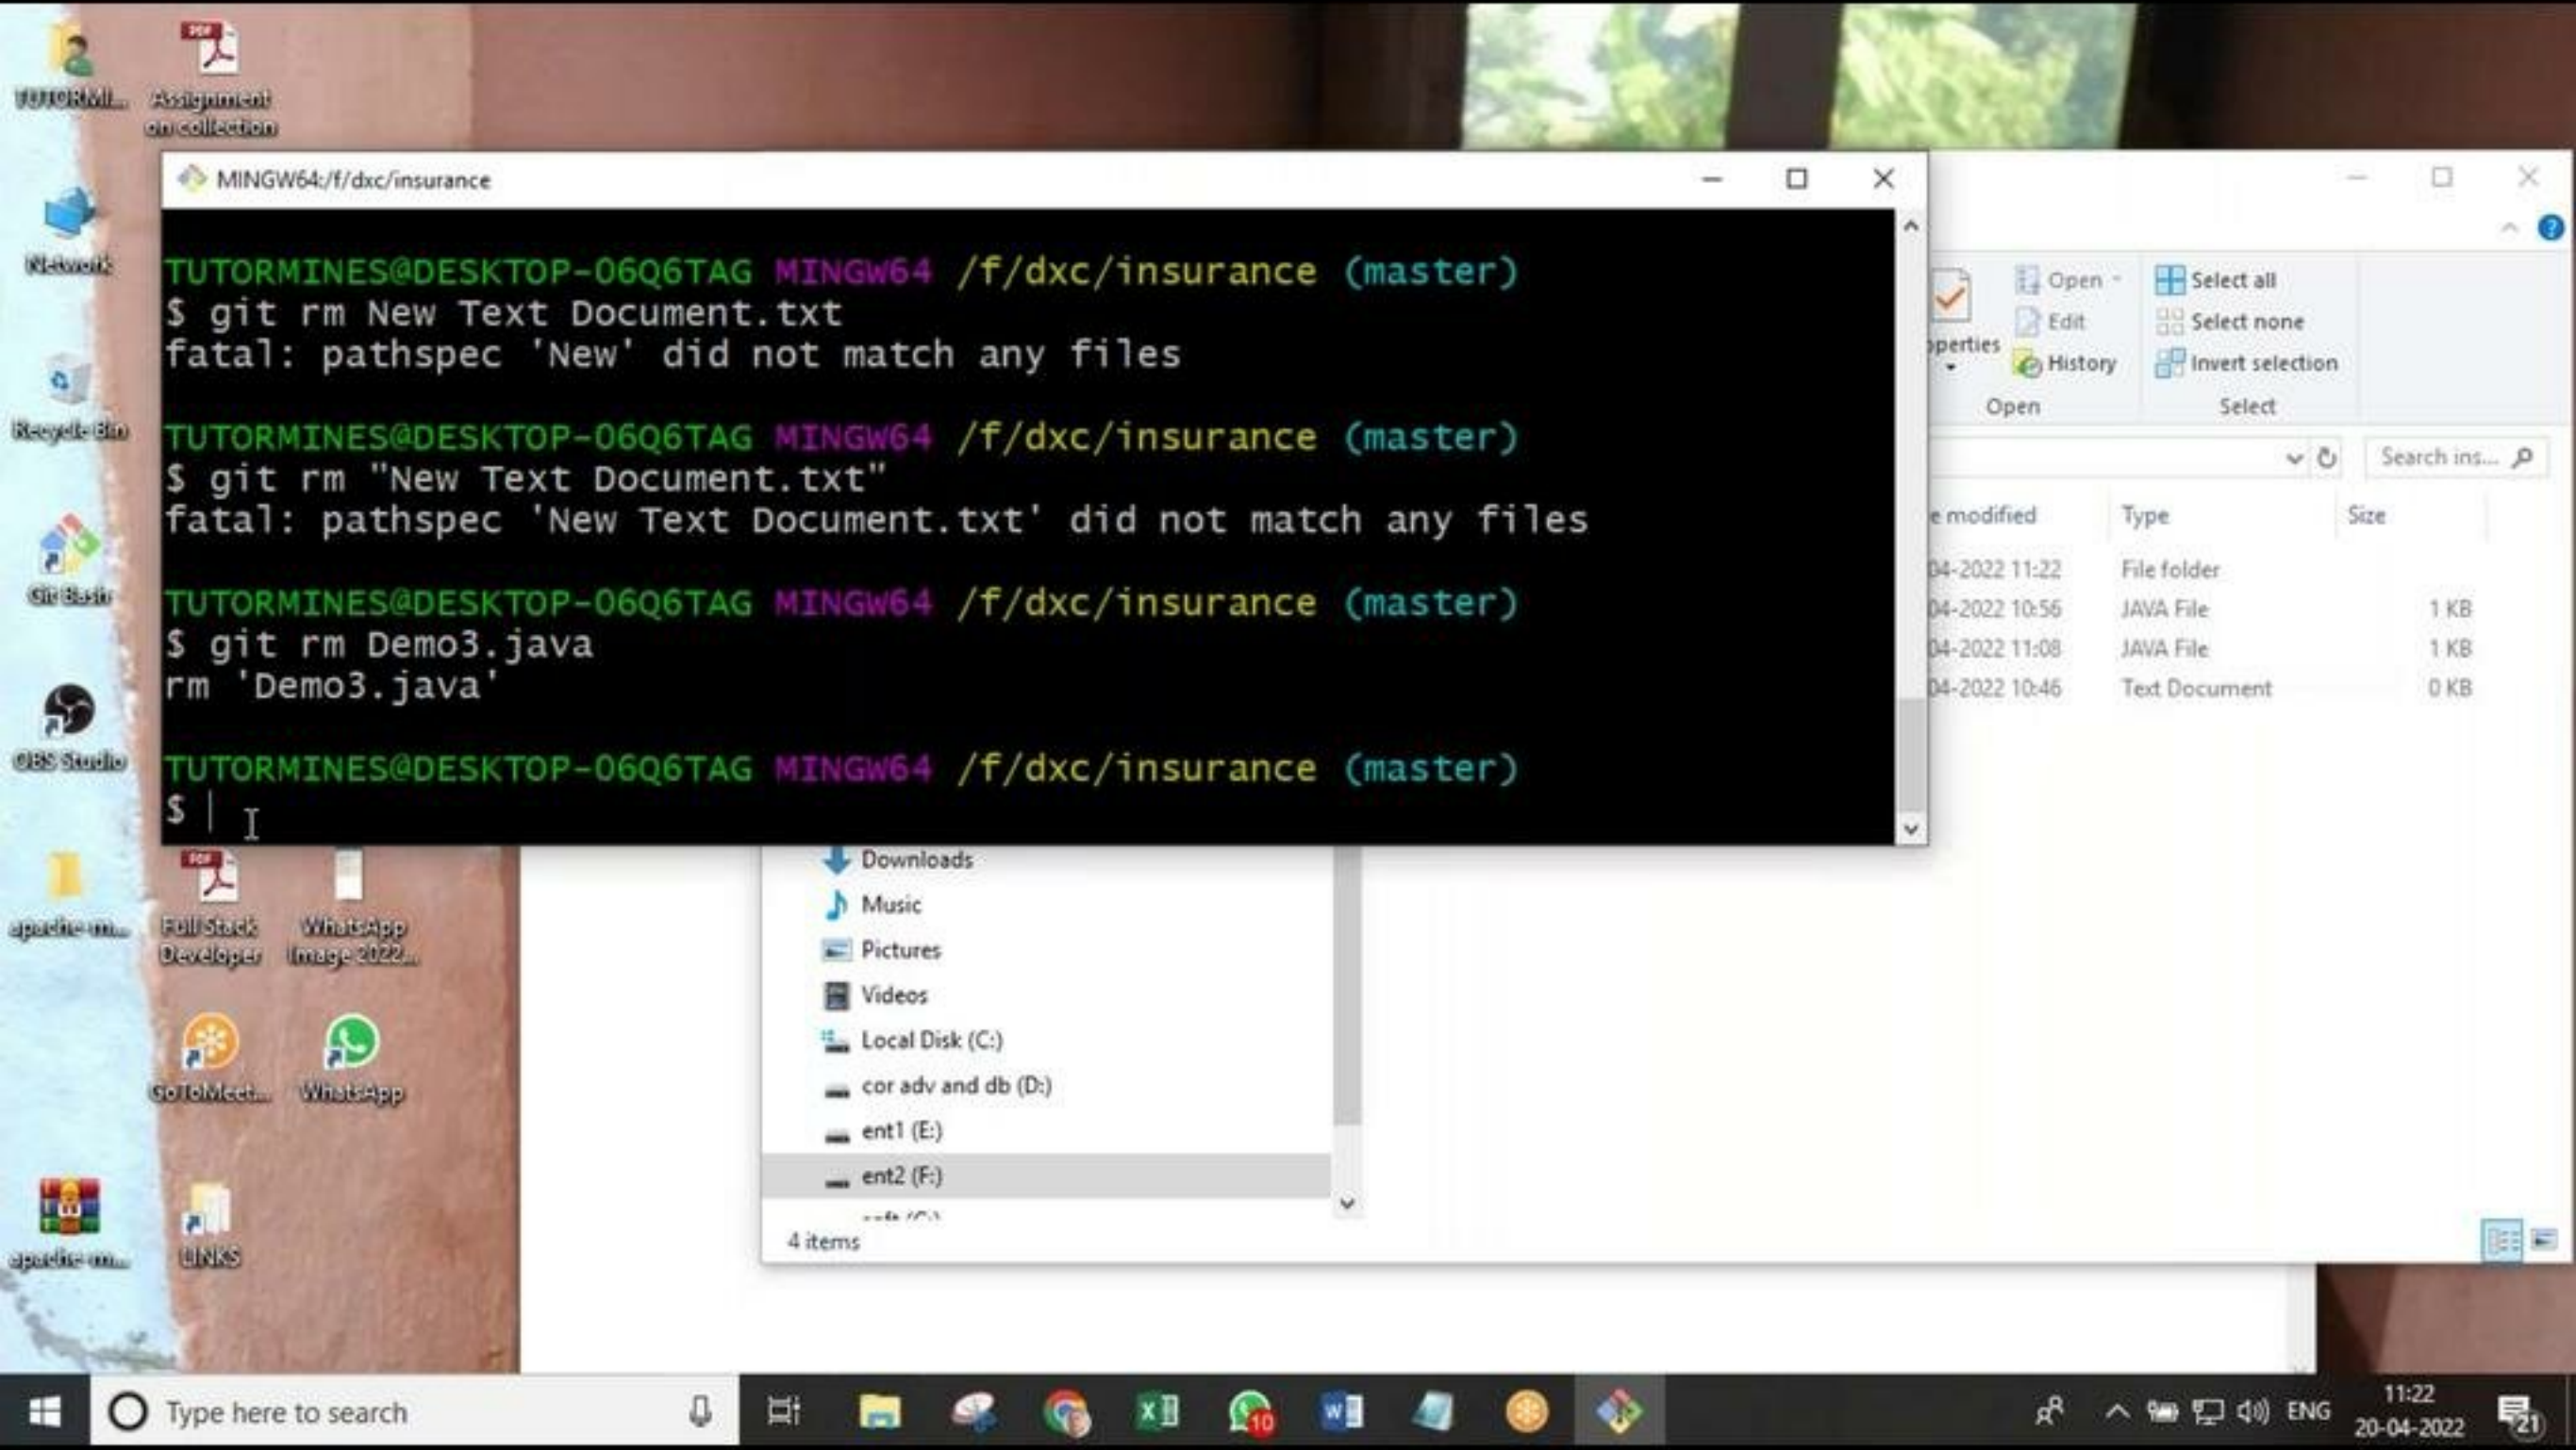 TUTORMI...
Assignment
on collection
Network
Recycle Bin
Git Bash
OBS Studio
apache-m...
Full Stack
Developer
WhatsApp
Image 2022...
GoToMeet...
WhatsApp
apache-m...
LINKS
MINGW64:/f/dxc/insurance
TUTORMINES@DESKTOP-06Q6TAG MINGW64 /f/dxc/insurance (master)
$ git rm New Text Document.txt
fatal: pathspec 'New' did not match any files
TUTORMINES@DESKTOP-06Q6TAG MINGW64 /f/dxc/insurance (master)
$ git rm "New Text Document.txt"
fatal: pathspec 'New Text Document.txt' did not match any files
TUTORMINES@DESKTOP-06Q6TAG MINGW64 /f/dxc/insurance (master)
$ git rm Demo3.java
rm 'Demo3.java'
TUTORMINES@DESKTOP-06Q6TAG MINGW64 /f/dxc/insurance (master)
$
operties
Open
Edit
History
Open
Select all
Select none
Invert selection
Select
Search ins...
e modified Type Size
04-2022 11:22 File folder
04-2022 10:56 JAVA File 1 KB
04-2022 11:08 JAVA File 1 KB
04-2022 10:46 Text Document 0 KB
Downloads
Music
Pictures
Videos
Local Disk (C:)
cor adv and db (D:)
ent1 (E:)
ent2 (F:)
4 items
Type here to search
10
ENG
11:22
20-04-2022
21